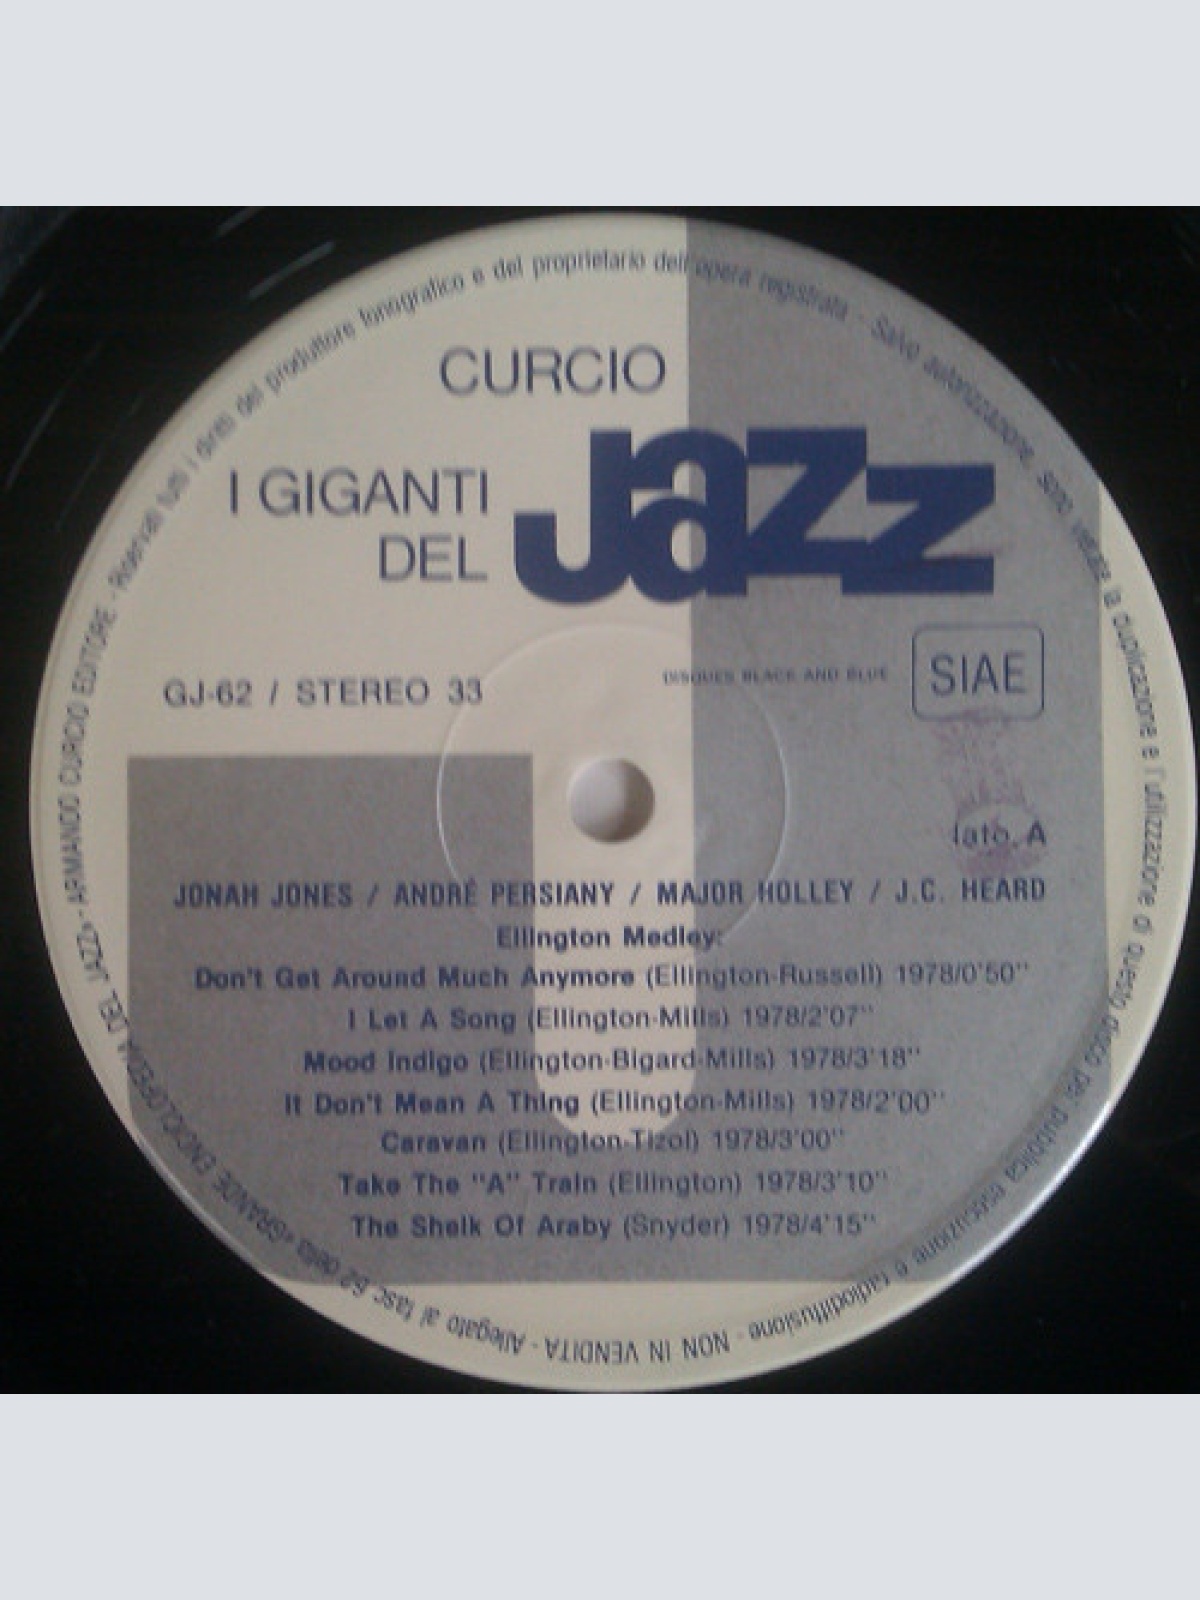 CURCIO
I GIGANTI
DEL
Jazz
GJ-62 / STEREO 33
DISQUES BLACK AND BLUE
SIAE
lato A
JONAH JONES / ANDRÉ PERSIANY / MAJOR HOLLEY / J.C. HEARD
Ellington Medley:
Don't Get Around Much Anymore (Ellington-Russell) 1978/0'50''
I Let A Song (Ellington-Mills) 1978/2'07''
Mood Indigo (Ellington-Bigard-Mills) 1978/3'18''
It Don't Mean A Thing (Ellington-Mills) 1978/2'00''
Caravan (Ellington-Tizol) 1978/3'00''
Take The "A" Train (Ellington) 1978/3'10''
The Sheik Of Araby (Snyder) 1978/4'15''
Allegato al fasc. 62 della «GRANDE ENCICLOPEDIA DEL JAZZ» - ARMANDO CURCIO EDITORE - Riservati tutti i diritti del produttore fonografico e del proprietario dell'opera registrata - Salvo autorizzazione, sono vietate la duplicazione e l'utilizzazione di questo disco per pubblica esecuzione e radiodiffusione - NON IN VENDITA -